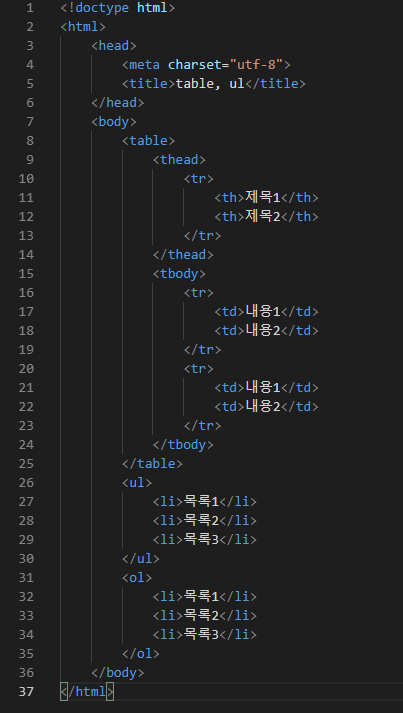 1 <!doctype html>
2 <html>
3     <head>
4         <meta charset="utf-8">
5         <title>table, ul</title>
6     </head>
7     <body>
8         <table>
9             <thead>
10                 <tr>
11                     <th>제목1</th>
12                     <th>제목2</th>
13                 </tr>
14             </thead>
15             <tbody>
16                 <tr>
17                     <td>내용1</td>
18                     <td>내용2</td>
19                 </tr>
20                 <tr>
21                     <td>내용1</td>
22                     <td>내용2</td>
23                 </tr>
24             </tbody>
25         </table>
26         <ul>
27             <li>목록1</li>
28             <li>목록2</li>
29             <li>목록3</li>
30         </ul>
31         <ol>
32             <li>목록1</li>
33             <li>목록2</li>
34             <li>목록3</li>
35         </ol>
36     </body>
37 </html>